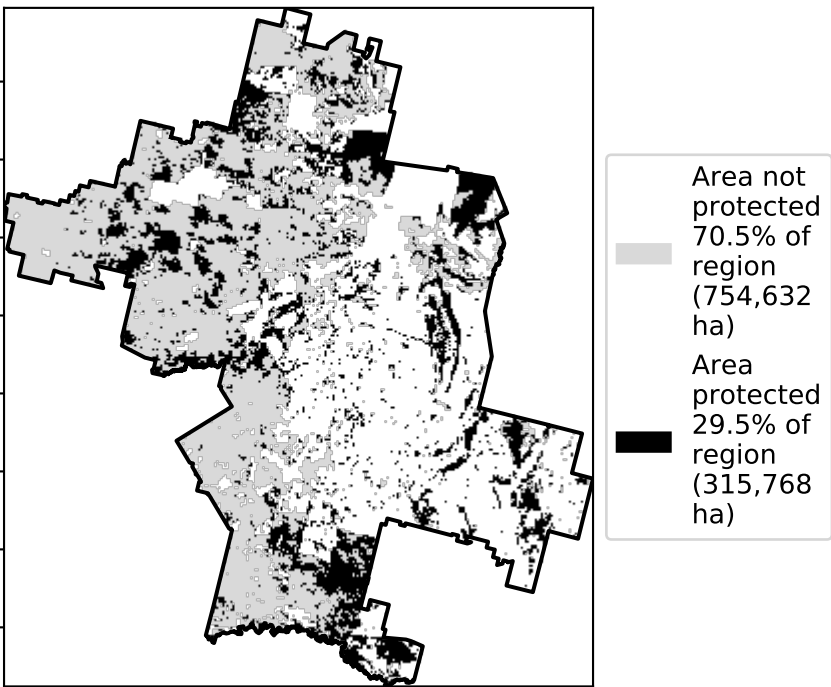 Area not
protected
70.5% of
region
(754,632
ha)
Area
protected
29.5% of
region
(315,768
ha)